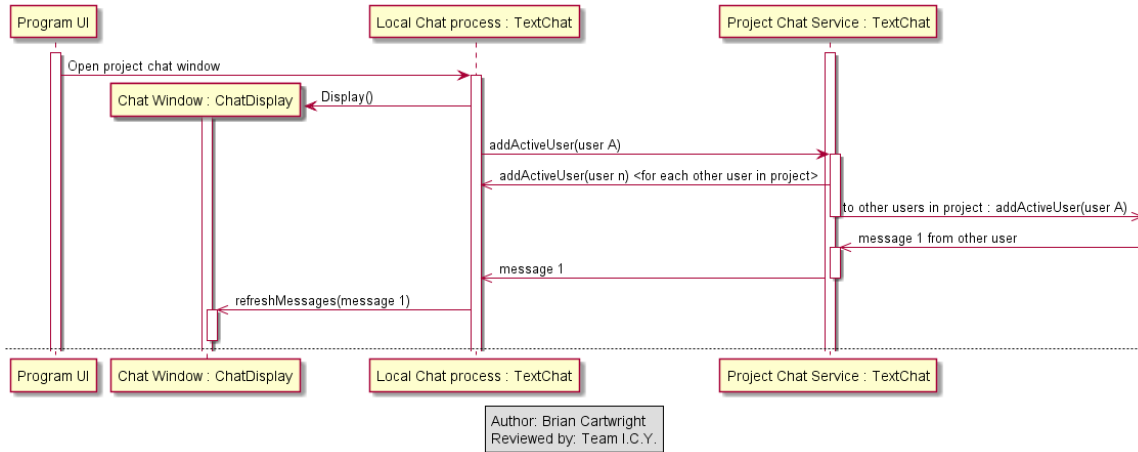 Program UI
Local Chat process : TextChat
Project Chat Service : TextChat
Open project chat window
Chat Window : ChatDisplay
Display()
addActiveUser(user A)
addActiveUser(user n) <for each other user in project>
to other users in project : addActiveUser(user A)
message 1 from other user
message 1
refreshMessages(message 1)
Program UI
Chat Window : ChatDisplay
Local Chat process : TextChat
Project Chat Service : TextChat
Author: Brian Cartwright
Reviewed by: Team I.C.Y.